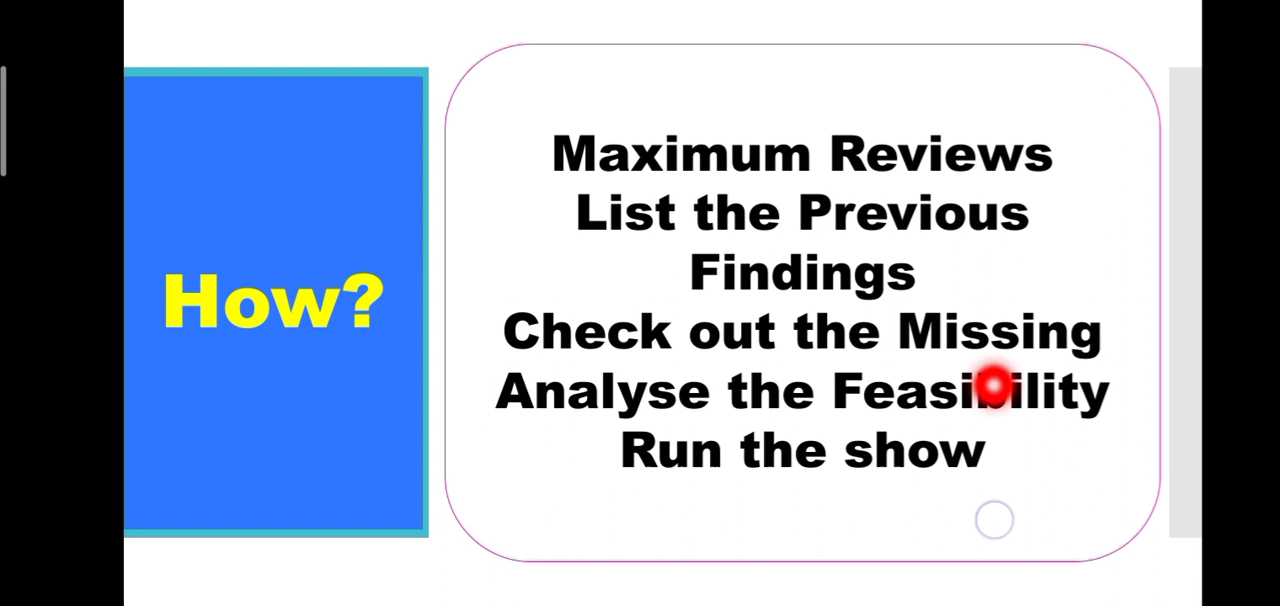 How?
Maximum Reviews
List the Previous
Findings
Check out the Missing
Analyse the Feasibility
Run the show